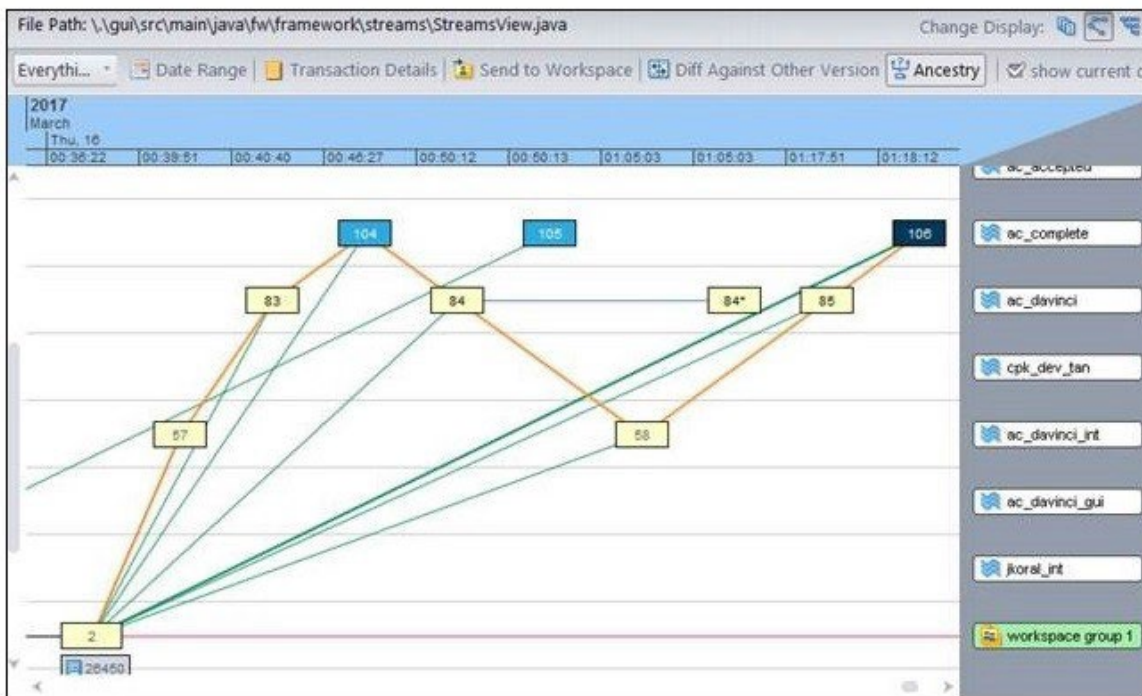 File Path: \.\gui\src\main\java\fw\framework\streams\StreamsView.java Change Display:
Everythi... Date Range Transaction Details Send to Workspace Diff Against Other Version Ancestry show current
2017
March
Thu, 16
00:36:22 00:39:51 00:40:40 00:46:27 00:50:12 00:50:13 01:05:03 01:05:03 01:17:51 01:18:12
ac_accepted
104 105 106 ac_complete
83 84 84* 85 ac_davinci
cpk_dev_tan
57 58 ac_davinci_int
ac_davinci_gui
jkoral_int
2 workspace group 1
26450